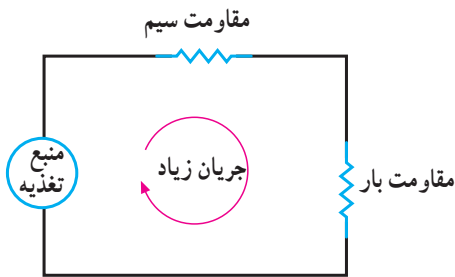 مقاومت سیم
منبع
تغذیه
جریان زیاد
مقاومت بار